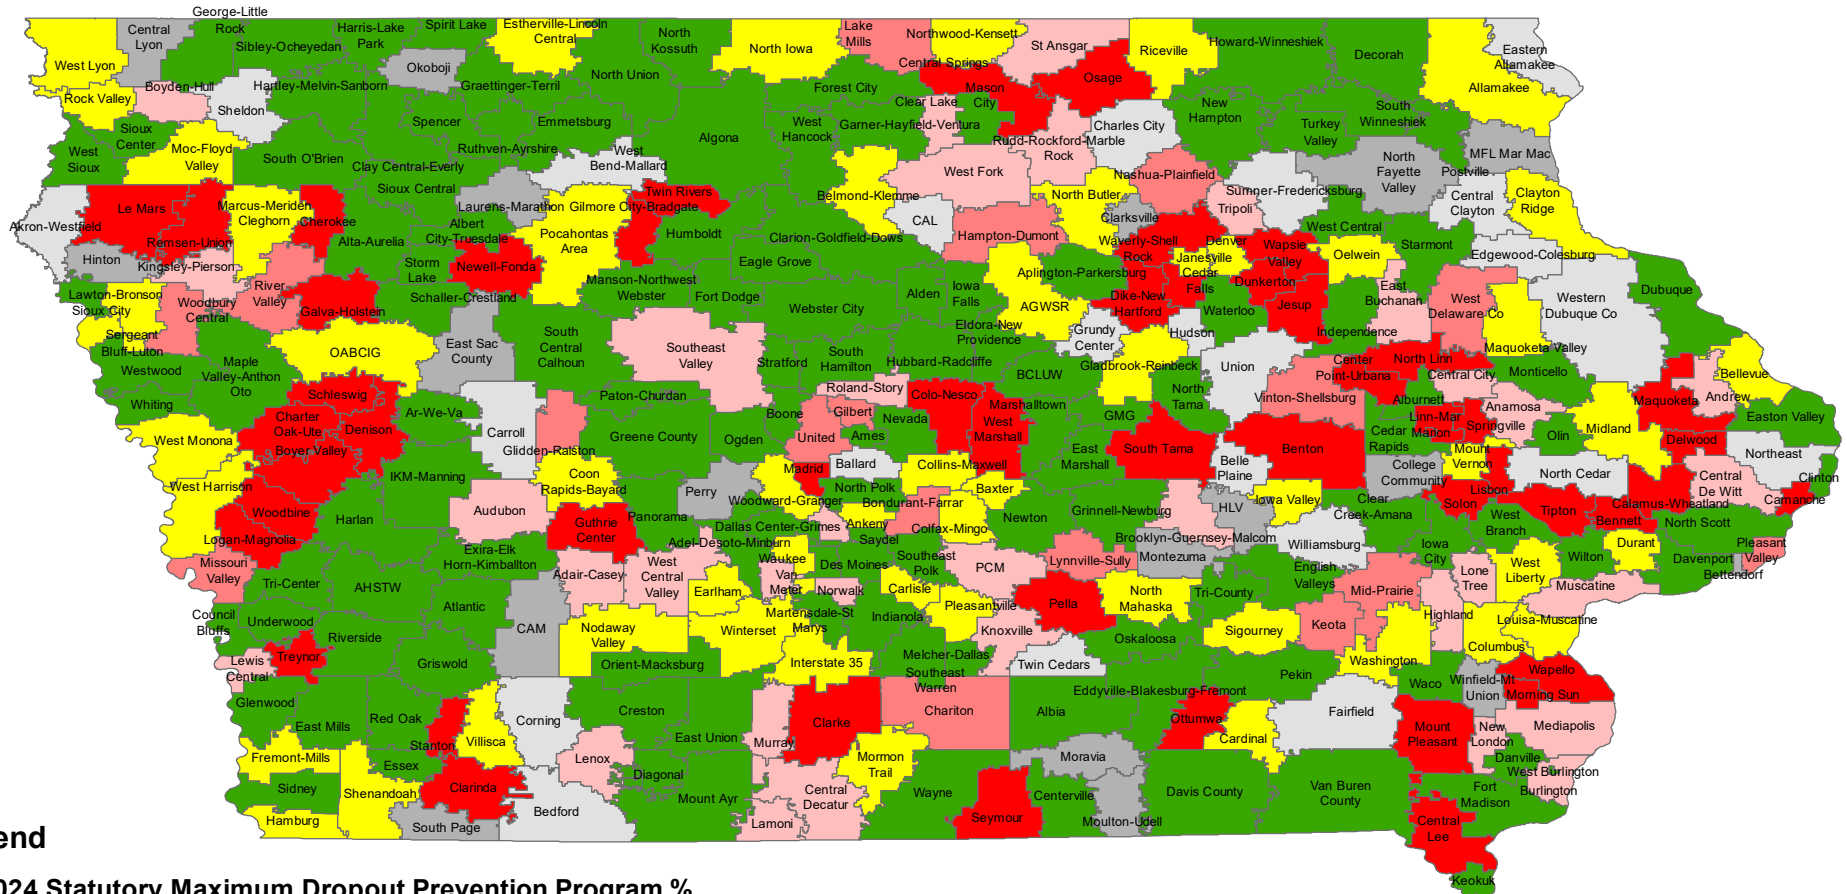 George-Little
Rock
Central
Lyon
West Lyon
Sibley-Ocheyedan
Harris-Lake
Park
Spirit Lake
Estherville-Lincoln
Central
Okoboji
North
Kossuth
North Iowa
Lake
Mills
Northwood-Kensett
St Ansgar
Riceville
Howard-Winneshiek
Decorah
Eastern
Allamakee
Allamakee
Rock Valley
Boyden-Hull
Sheldon
Hartley-Melvin-Sanborn
Graettinger-Terril
North Union
Forest City
Central Springs
Mason
City
Osage
Clear Lake
New
Hampton
South
Winneshiek
Turkey
Valley
Sioux
Center
West
Sioux
Moc-Floyd
Valley
South O'Brien
Spencer
Emmetsburg
Ruthven-Ayrshire
Clay Central-Everly
Algona
West
Hancock
Garner-Hayfield-Ventura
Rudd-Rockford-Marble
Rock
Charles City
West
Bend-Mallard
Sioux Central
West Fork
Nashua-Plainfield
Sumner-Fredericksburg
North
Fayette
Valley
MFL Mar Mac
Postville
Central
Clayton
Clayton
Ridge
Akron-Westfield
Le Mars
Remsen-Union
Marcus-Meriden
Cleghorn
Cherokee
Laurens-Marathon
Gilmore City-Bradgate
Twin Rivers
Belmond-Klemme
North Butler
Clarksville
Tripoli
CAL
Hampton-Dumont
Albert
City-Truesdale
Alta-Aurelia
Pocahontas
Area
Humboldt
Clarion-Goldfield-Dows
Waverly-Shell
Rock
Denver
Janesville
Wapsie
Valley
West Central
Oelwein
Starmont
Edgewood-Colesburg
Hinton
Kingsley-Pierson
Storm
Lake
Newell-Fonda
Manson-Northwest
Webster
Eagle Grove
Aplington-Parkersburg
Cedar
Falls
Dunkerton
Jesup
East
Buchanan
West
Delaware Co
Western
Dubuque Co
Dubuque
Lawton-Bronson
Sioux City
Sergeant
Bluff-Luton
Woodbury
Central
River
Valley
Galva-Holstein
Schaller-Crestland
Fort Dodge
Webster City
Alden
Iowa
Falls
AGWSR
Dike-New
Hartford
Waterloo
Independence
Maquoketa Valley
Westwood
Maple
Valley-Anthon
Oto
OABCIG
East Sac
County
South
Central
Calhoun
Southeast
Valley
Stratford
South
Hamilton
Eldora-New
Providence
Hubbard-Radcliffe
Grundy
Center
Hudson
Gladbrook-Reinbeck
Union
BCLUW
Center
Point-Urbana
North Linn
Central City
Monticello
Bellevue
Andrew
Whiting
Schleswig
Charter
Oak-Ute
Denison
Boyer Valley
Ar-We-Va
Carroll
Glidden-Ralston
Paton-Churdan
Greene County
Ogden
Boone
United
Gilbert
Roland-Story
Ames
Nevada
Colo-Nesco
Marshalltown
West
Marshall
GMG
North
Tama
Vinton-Shellsburg
Alburnett
Linn-Mar
Marion
Springville
Anamosa
Cedar
Rapids
Olin
Midland
Maquoketa
Delwood
Easton Valley
Northeast
Clinton
West Monona
West Harrison
Woodbine
Logan-Magnolia
Harlan
IKM-Manning
Coon
Rapids-Bayard
Audubon
Guthrie
Center
Panorama
Perry
Madrid
Woodward-Granger
Ballard
North Polk
Collins-Maxwell
Baxter
Bondurant-Farrar
East
Marshall
South Tama
Belle
Plaine
Benton
College
Community
Mount
Vernon
Lisbon
North Cedar
Calamus-Wheatland
Central
De Witt
Camanche
Dallas Center-Grimes
Ankeny
Saydel
Colfax-Mingo
Newton
Grinnell-Newburg
HLV
Iowa Valley
Clear
Creek-Amana
Solon
West
Branch
Tipton
Bennett
North Scott
Missouri
Valley
Tri-Center
AHSTW
Exira-Elk
Horn-Kimballton
Adair-Casey
Adel-Desoto-Minburn
West
Central
Valley
Waukee
Van
Meter
Des Moines
Southeast
Polk
PCM
Lynnville-Sully
Brooklyn-Guernsey-Malcom
Montezuma
Williamsburg
English
Valleys
Iowa
City
Wilton
Durant
Davenport
Pleasant
Valley
Bettendorf
Council
Bluffs
Underwood
Atlantic
CAM
Earlham
Norwalk
Carlisle
Pleasantville
Pella
North
Mahaska
Tri-County
Mid-Prairie
Lone
Tree
West
Liberty
Muscatine
Riverside
Treynor
Lewis
Central
Griswold
Nodaway
Valley
Winterset
Martensdale-St
Marys
Indianola
Knoxville
Oskaloosa
Sigourney
Keota
Highland
Louisa-Muscatine
Columbus
Orient-Macksburg
Interstate 35
Melcher-Dallas
Southeast
Warren
Twin Cedars
Pekin
Washington
Waco
Winfield-Mt
Union
Wapello
Morning Sun
Glenwood
East Mills
Red Oak
Stanton
Villisca
Corning
Creston
East Union
Murray
Clarke
Chariton
Albia
Eddyville-Blakesburg-Fremont
Ottumwa
Cardinal
Fairfield
Mount
Pleasant
New
London
Mediapolis
Danville
West Burlington
Burlington
Fremont-Mills
Essex
Sidney
Shenandoah
Clarinda
Hamburg
South Page
Lenox
Bedford
Diagonal
Mount Ayr
Lamoni
Central
Decatur
Mormon
Trail
Wayne
Seymour
Moravia
Centerville
Moulton-Udell
Davis County
Van Buren
County
Fort
Madison
Central
Lee
Keokuk
end
024 Statutory Maximum Dropout Prevention Program %